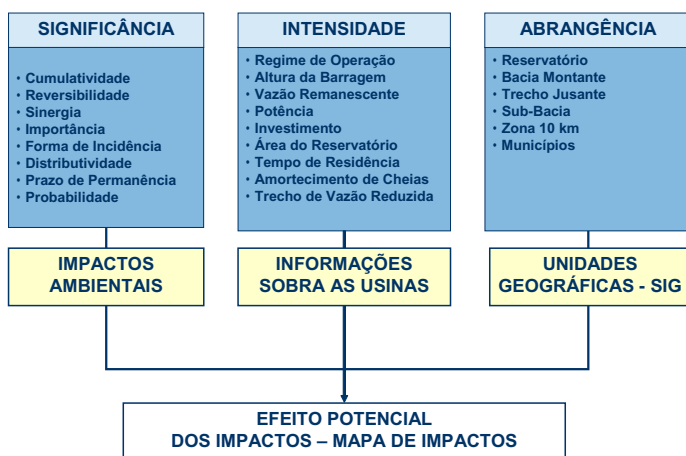 SIGNIFICÂNCIA
• Cumulatividade
• Reversibilidade
• Sinergia
• Importância
• Forma de Incidência
• Distributividade
• Prazo de Permanência
• Probabilidade
IMPACTOS
AMBIENTAIS
INTENSIDADE
• Regime de Operação
• Altura da Barragem
• Vazão Remanescente
• Potência
• Investimento
• Área do Reservatório
• Tempo de Residência
• Amortecimento de Cheias
• Trecho de Vazão Reduzida
INFORMAÇÕES
SOBRA AS USINAS
ABRANGÊNCIA
• Reservatório
• Bacia Montante
• Trecho Jusante
• Sub-Bacia
• Zona 10 km
• Municípios
UNIDADES
GEOGRÁFICAS - SIG
EFEITO POTENCIAL
DOS IMPACTOS – MAPA DE IMPACTOS